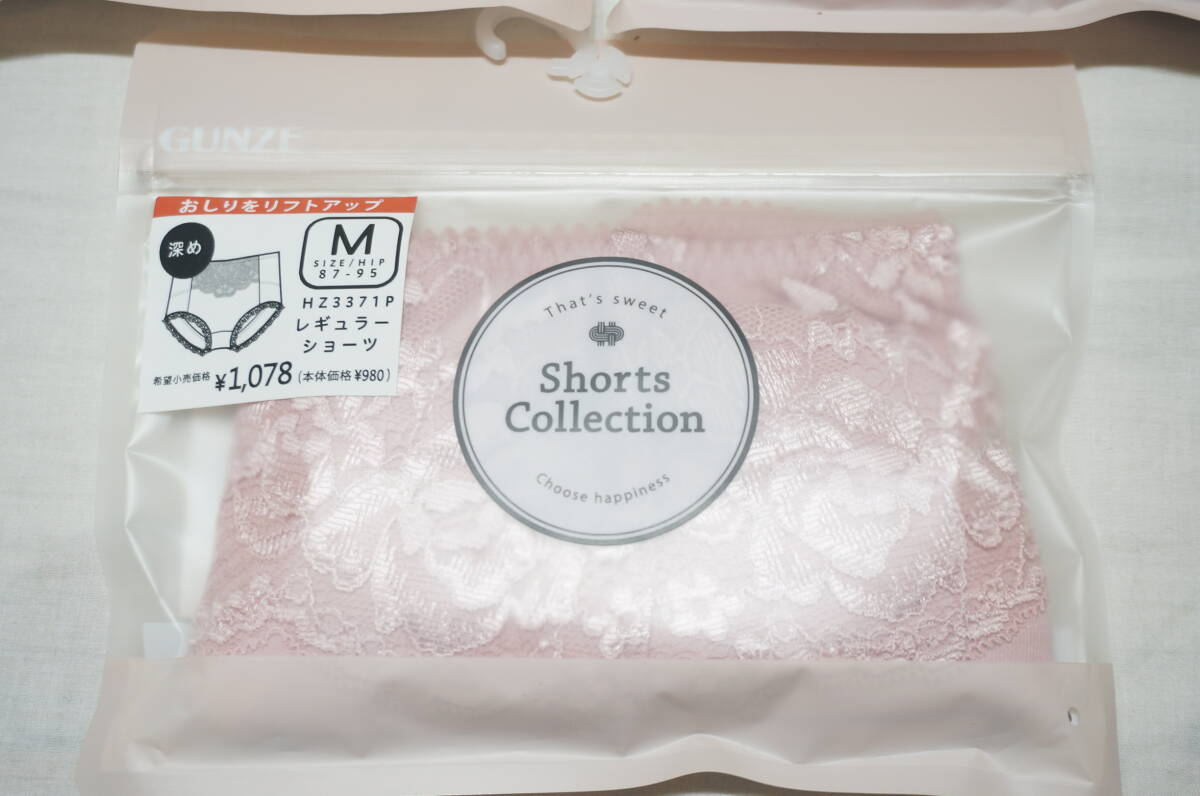 GUNZE
おしりをリフトアップ
深め
M
SIZE/HIP
87-95
HZ3371P
レギュラー
ショーツ
希望小売価格 ¥1,078 (本体価格¥980)
That's sweet
Shorts
Collection
Choose happiness